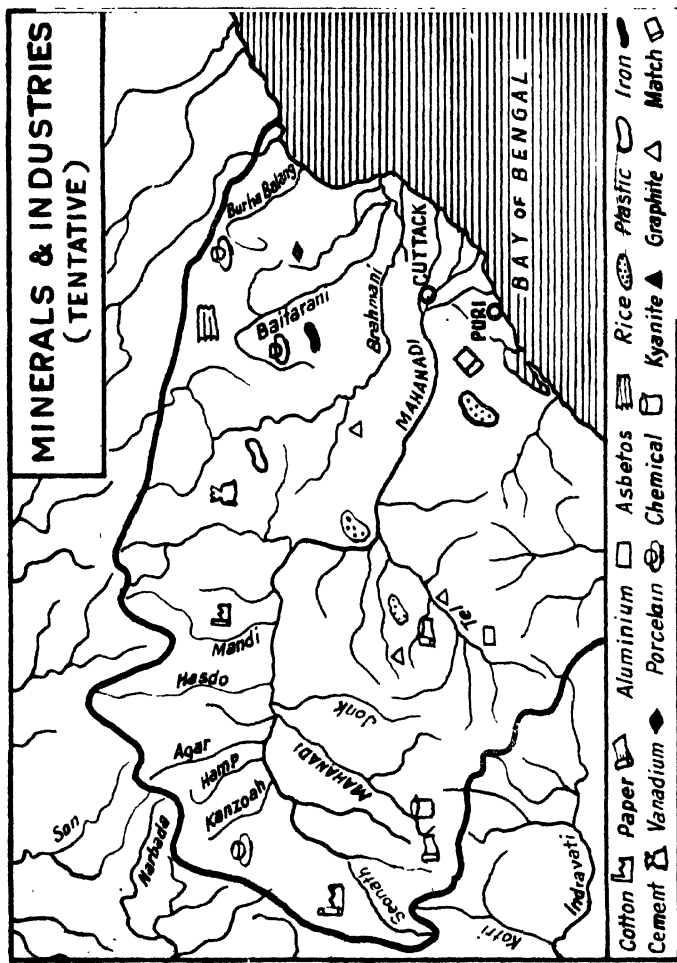 MINERALS & INDUSTRIES
(TENTATIVE)
Son
Narbada
Agar
Hamp
Kanzoah
Hasdo
Mandi
Seonath
MAHANADI
Jonk
Kotri
Indravati
Tel
Burha Balang
Baitarani
Brahmani
MAHANADI
CUTTACK
PURI
BAY OF BENGAL
Cotton Paper Aluminium Asbetos Rice Plastic Iron
Cement Vanadium Porcelain Chemical Kyanite Graphite Match